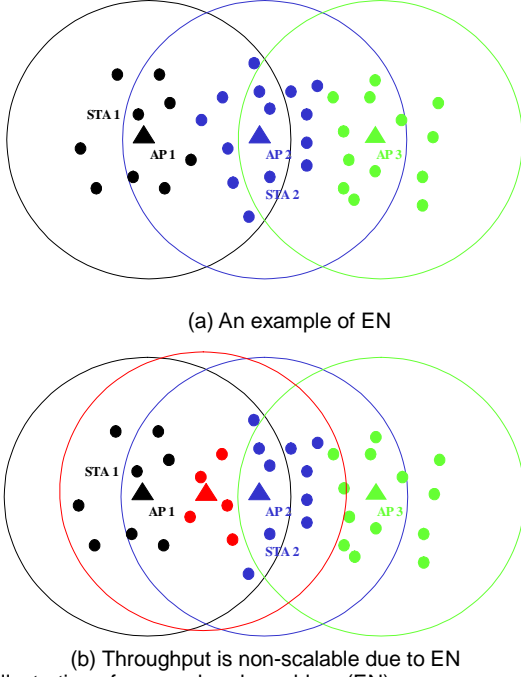 STA 1
AP 1
AP 2
AP 3
STA 2
(a) An example of EN
STA 1
AP 1
AP 2
AP 3
STA 2
(b) Throughput is non-scalable due to EN